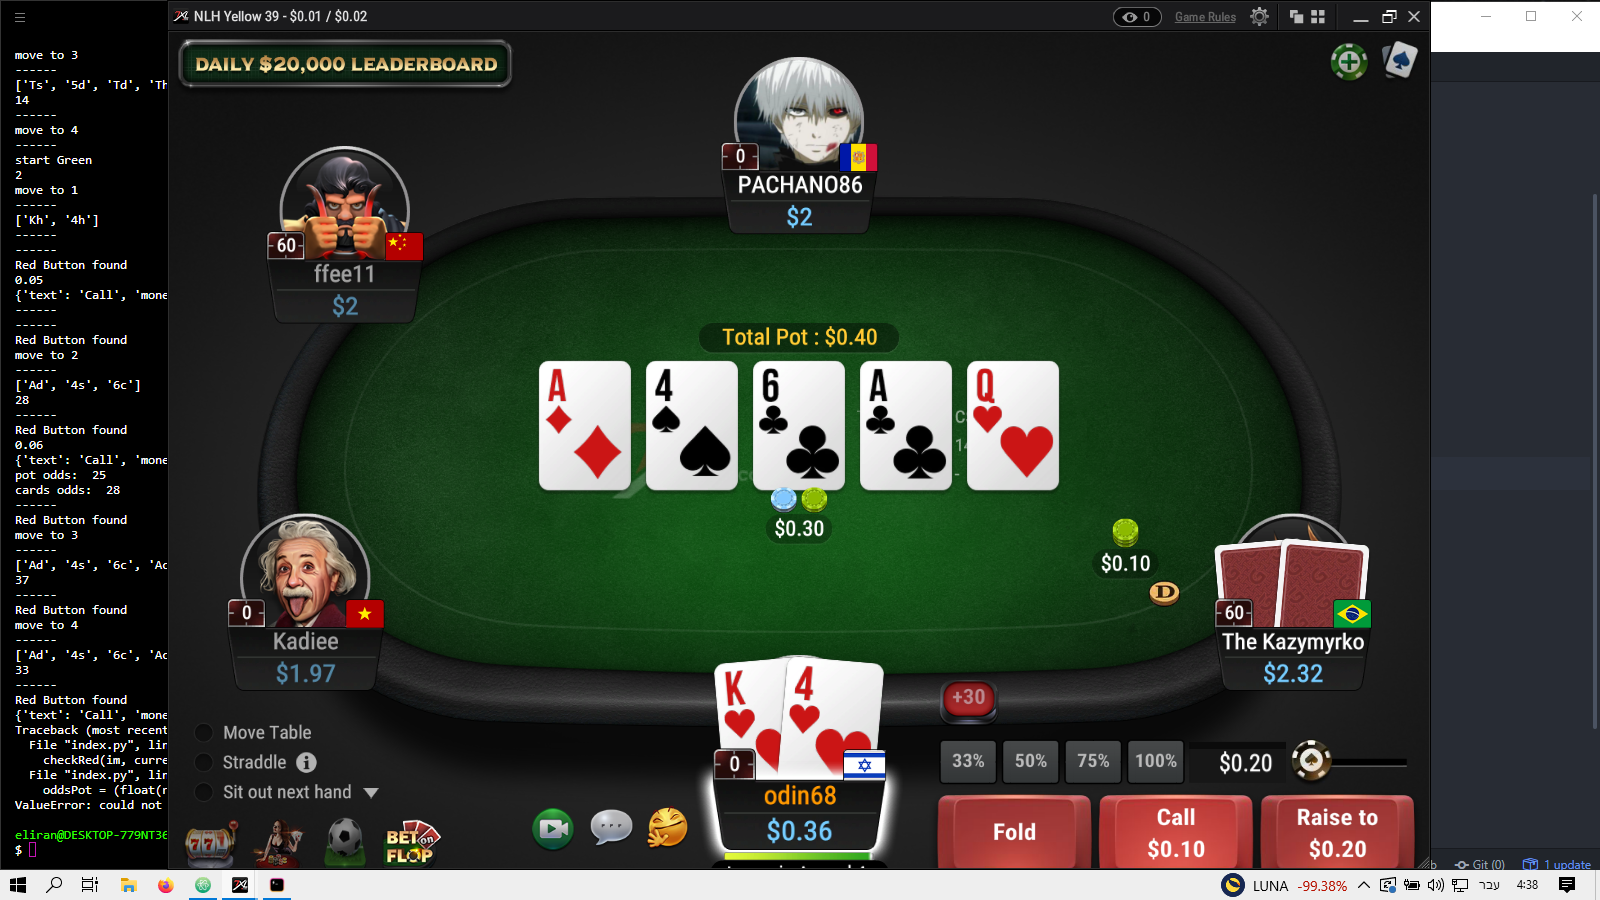 move to 3
------
['Ts', '5d', 'Td', 'Th
14
------
move to 4
------
start Green
2
move to 1
------
['Kh', '4h']
------
------
Red Button found
0.05
{'text': 'Call', 'mone
------
------
Red Button found
move to 2
------
['Ad', '4s', '6c']
28
------
Red Button found
0.06
{'text': 'Call', 'mone
pot odds:  25
cards odds:  28
------
Red Button found
move to 3
------
['Ad', '4s', '6c', 'Ac
37
------
Red Button found
move to 4
------
['Ad', '4s', '6c', 'Ac
33
------
Red Button found
{'text': 'Call', 'mone
Traceback (most recent
File "index.py", lin
checkRed(im, curre
File "index.py", lin
oddsPot = (float(r
ValueError: could not
eliran@DESKTOP-779NT36
$
NLH Yellow 39 - $0.01 / $0.02
0
Game Rules
DAILY $20,000 LEADERBOARD
0
PACHANO86
$2
60
ffee11
$2
Total Pot : $0.40
A
4
6
A
Q
$0.30
$0.10
D
0
Kadiee
$1.97
60
The Kazymyrko
$2.32
K
4
0
odin68
$0.36
+30
Move Table
Straddle
Sit out next hand
33%
50%
75%
100%
$0.20
Fold
Call
$0.10
Raise to
$0.20
777
BET on FLOP
Git (0)
1 update
LUNA -99.38%
עבר
4:38